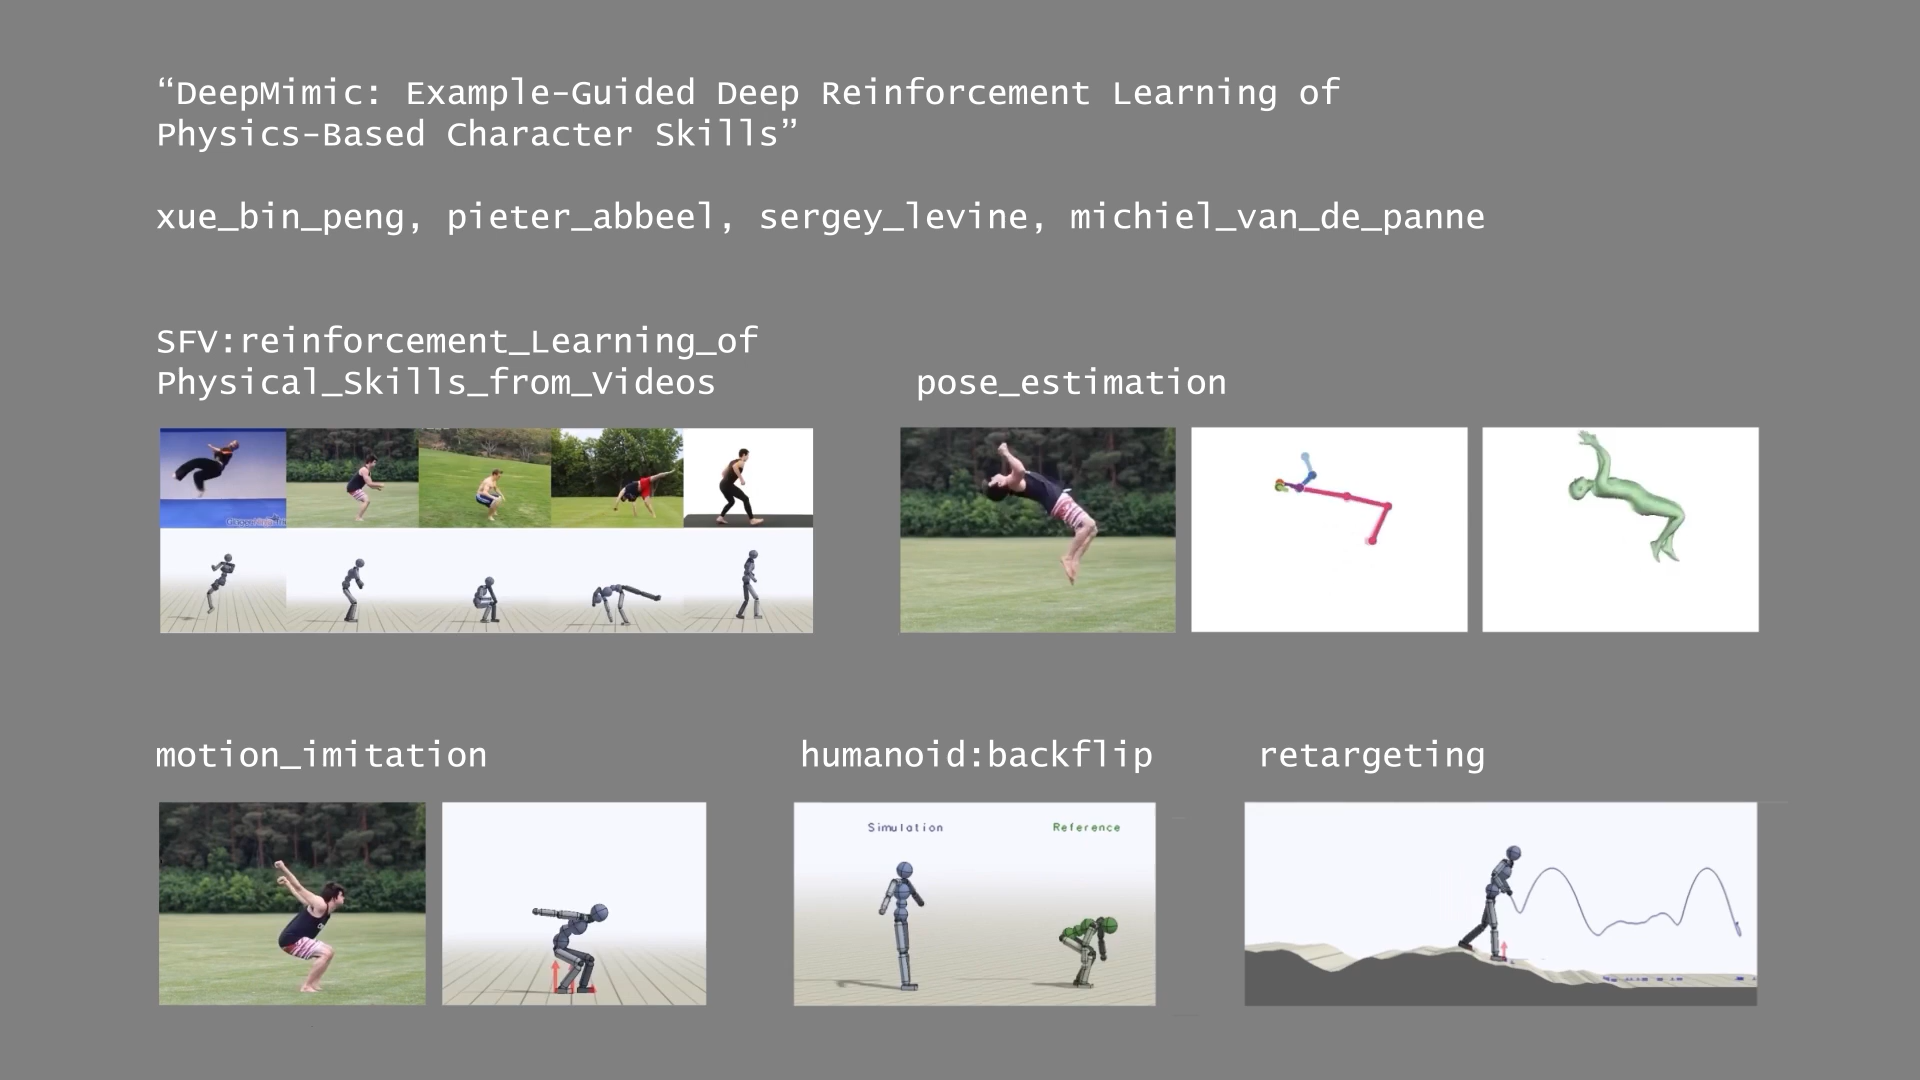 “DeepMimic: Example-Guided Deep Reinforcement Learning of
Physics-Based Character Skills”
xue_bin_peng, pieter_abbeel, sergey_levine, michiel_van_de_panne
SFV:reinforcement_Learning_of
Physical_Skills_from_Videos
pose_estimation
motion_imitation
humanoid:backflip
retargeting
Simulation
Reference